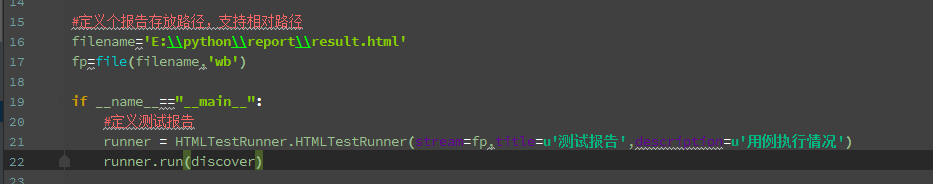 14
15 #定义个报告存放路径，支持相对路径
16 filename='E:\\python\\report\\result.html'
17 fp=file(filename,'wb')
18
19 if __name__=="__main__":
20 #定义测试报告
21 runner = HTMLTestRunner.HTMLTestRunner(stream=fp,title=u'测试报告',description=u'用例执行情况')
22 runner.run(discover)